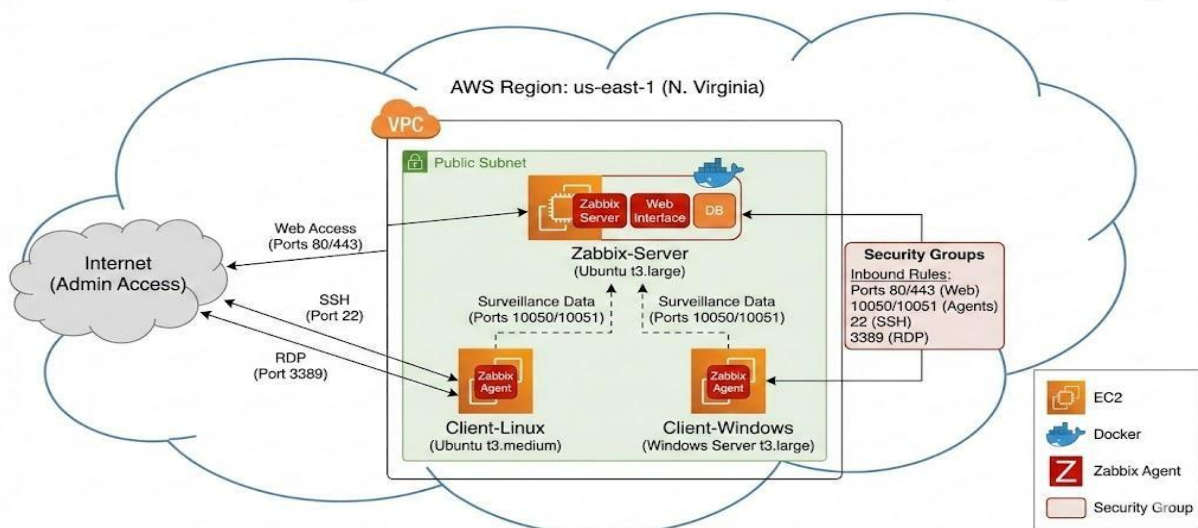 AWS Region: us-east-1 (N. Virginia)
VPC
Public Subnet
Zabbix
Server
Web
Interface
DB
Zabbix-Server
(Ubuntu t3.large)
Web Access
(Ports 80/443)
Internet
(Admin Access)
SSH
(Port 22)
RDP
(Port 3389)
Surveillance Data
(Ports 10050/10051)
Surveillance Data
(Ports 10050/10051)
Zabbix
Agent
Client-Linux
(Ubuntu t3.medium)
Zabbix
Agent
Client-Windows
(Windows Server t3.large)
Security Groups
Inbound Rules:
Ports 80/443 (Web)
10050/10051 (Agents)
22 (SSH)
3389 (RDP)
EC2
Docker
Z
Zabbix Agent
Security Group